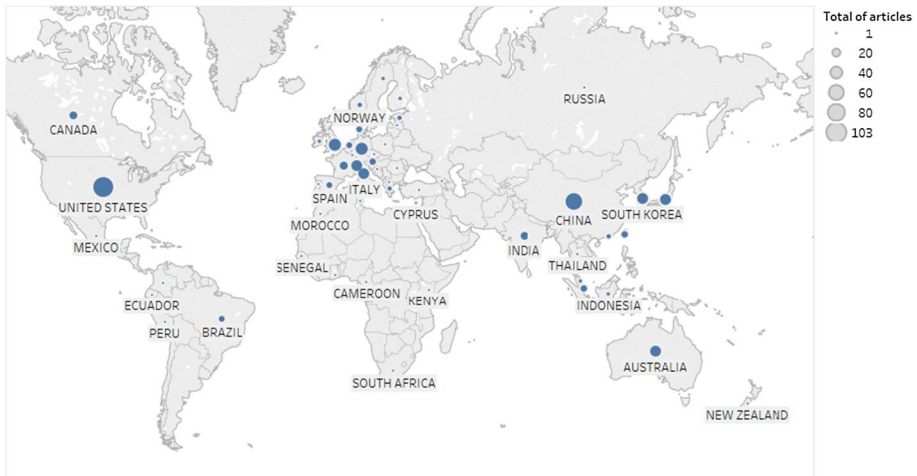 Total of articles
1
20
40
60
80
103
RUSSIA
NORWAY
CANADA
ITALY
SPAIN
UNITED STATES
CYPRUS
CHINA
SOUTH KOREA
MOROCCO
MEXICO
INDIA
SENEGAL
THAILAND
CAMEROON
KENYA
ECUADOR
INDONESIA
PERU
BRAZIL
AUSTRALIA
SOUTH AFRICA
NEW ZEALAND